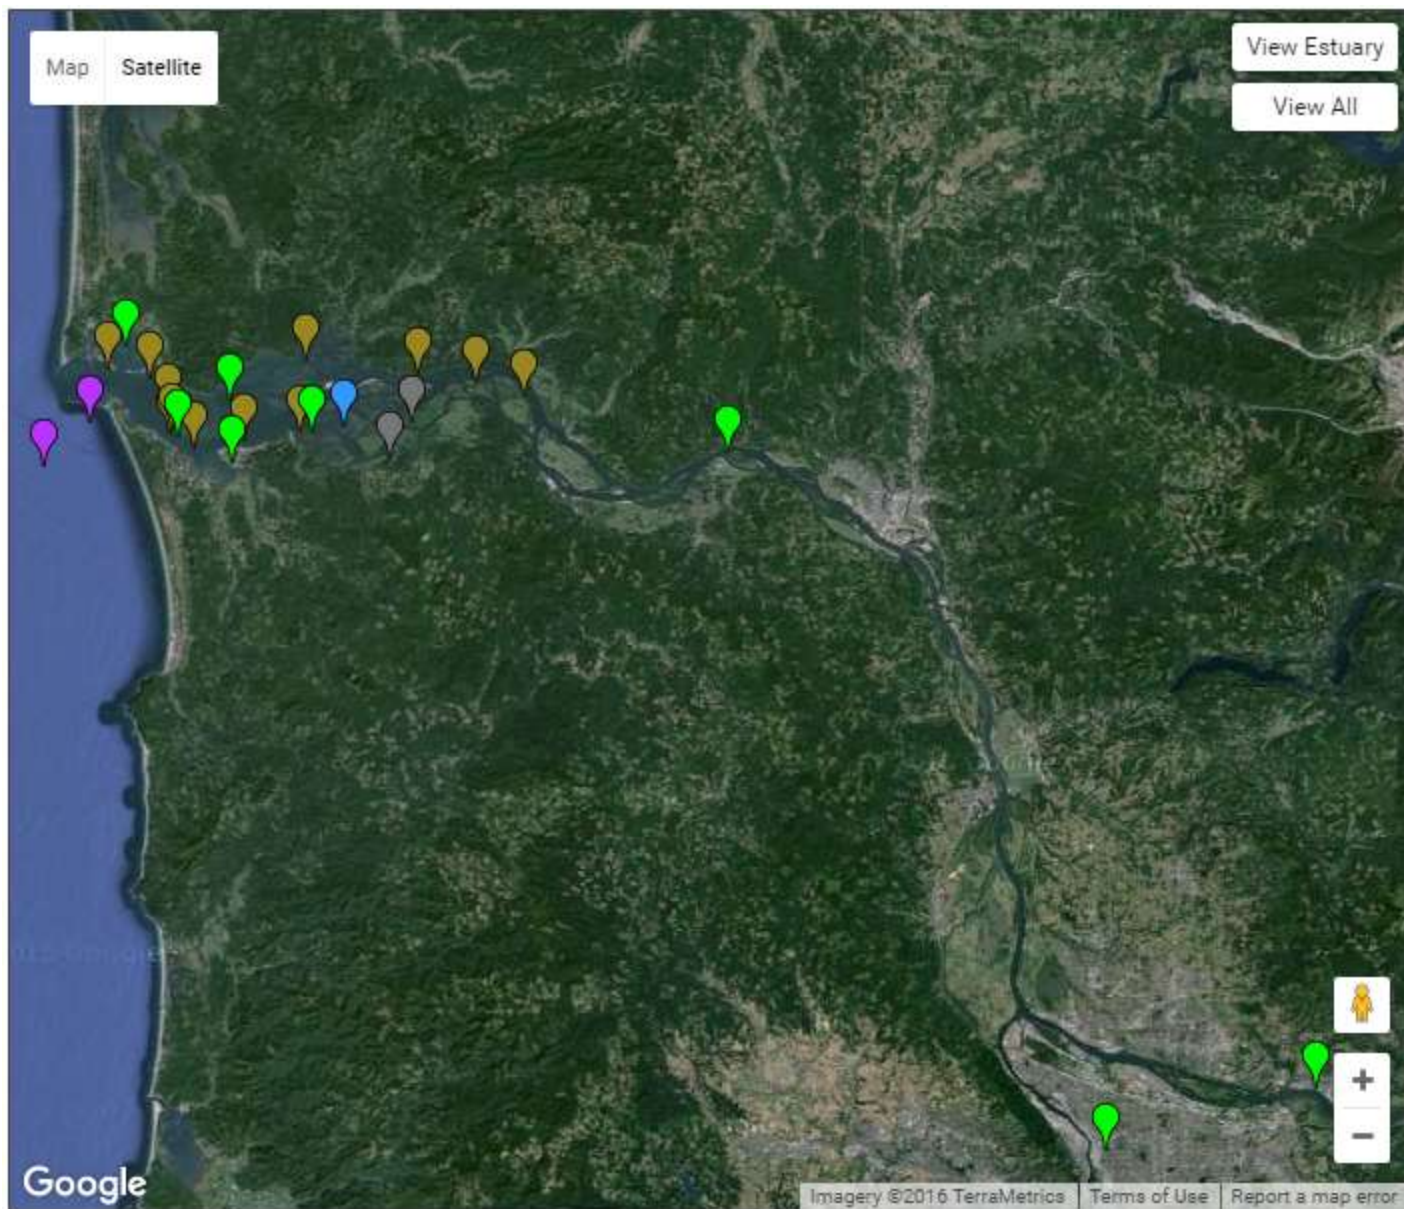 Map Satellite
View Estuary
View All
Google
Imagery ©2016 TerraMetrics Terms of Use Report a map error